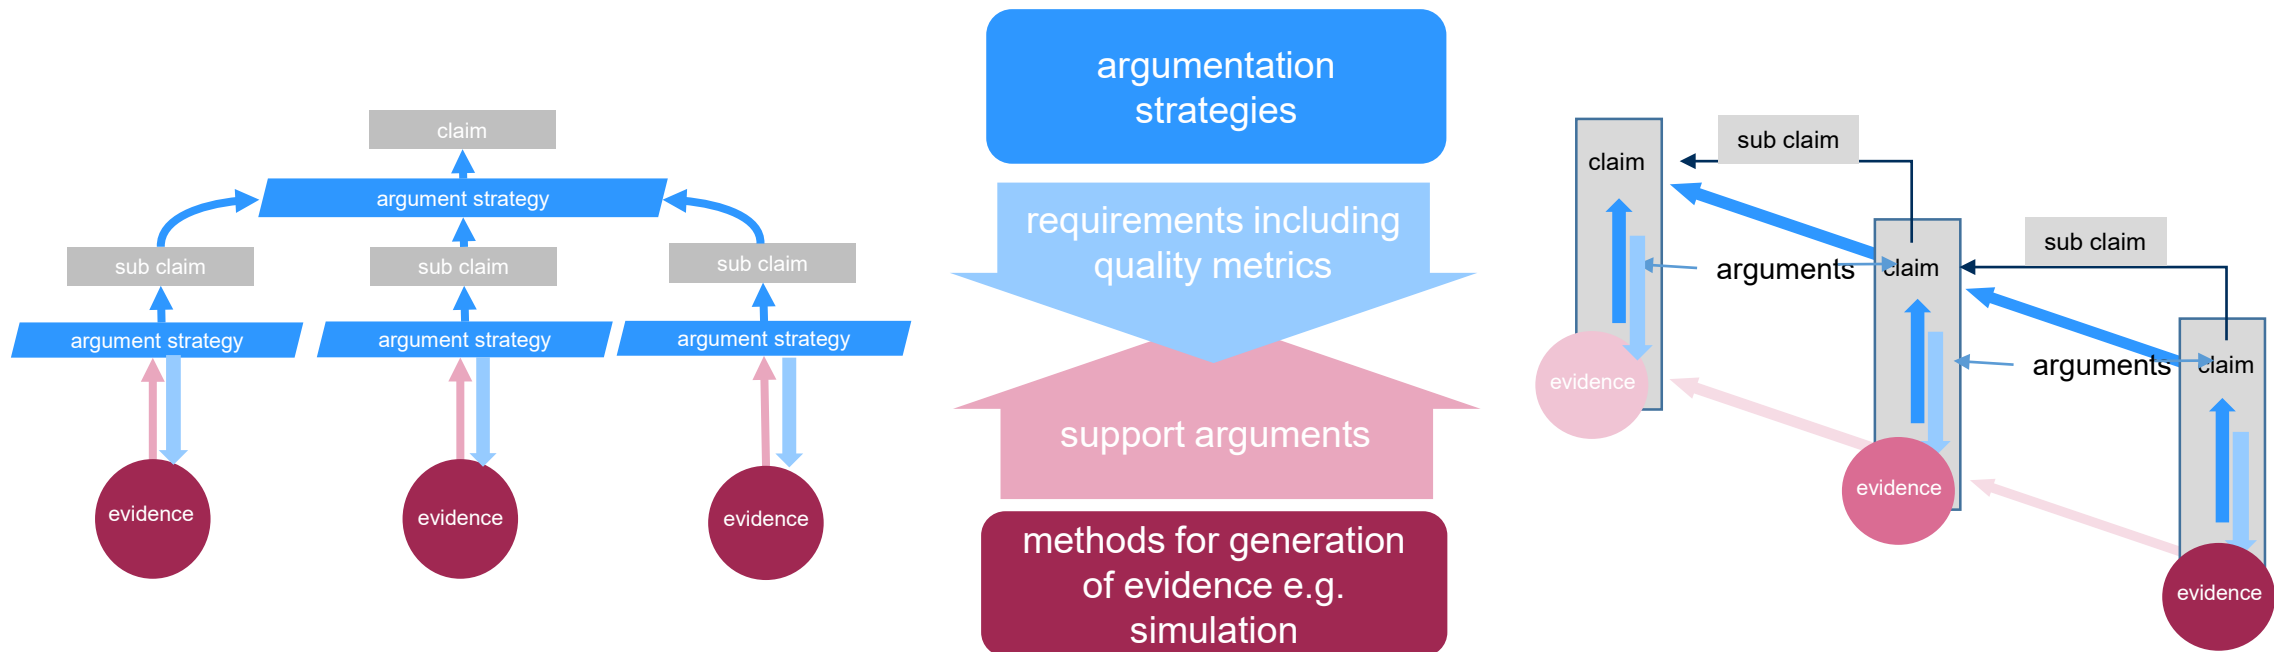 claim
argument strategy
sub claim
sub claim
sub claim
argument strategy
argument strategy
argument strategy
evidence
evidence
evidence
argumentation
strategies
requirements including
quality metrics
support arguments
methods for generation
of evidence e.g.
simulation
sub claim
claim
sub claim
arguments
claim
arguments
claim
evidence
evidence
evidence